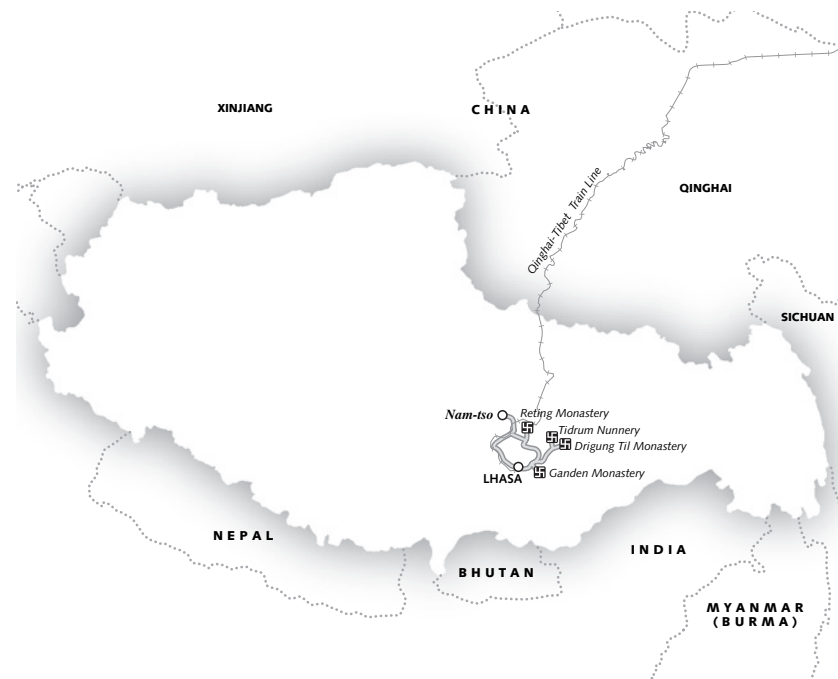 XINJIANG
CHINA
Qinghai-Tibet Train Line
QINGHAI
SICHUAN
Nam-tso
Reting Monastery
Tidrum Nunnery
Drigung Til Monastery
LHASA
Ganden Monastery
NEPAL
INDIA
BHUTAN
MYANMAR
(BURMA)